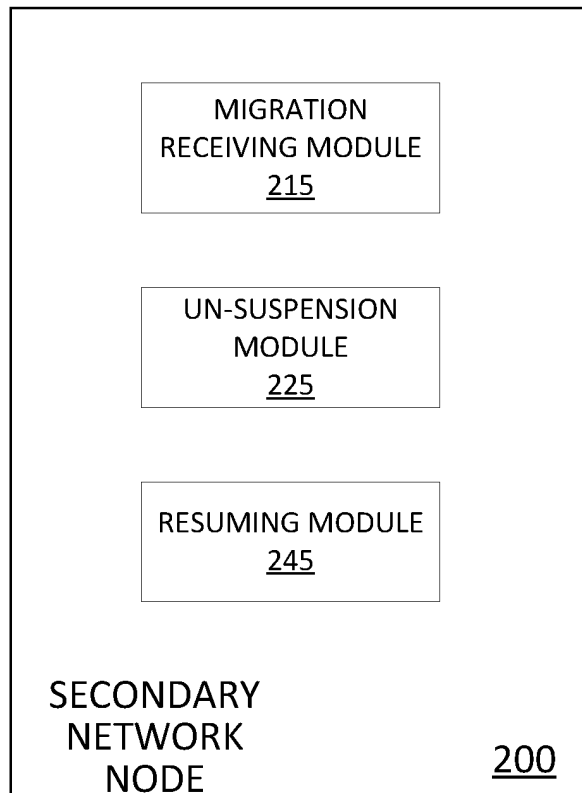 MIGRATION
RECEIVING MODULE
215
UN-SUSPENSION
MODULE
225
RESUMING MODULE
245
SECONDARY
NETWORK
NODE
200